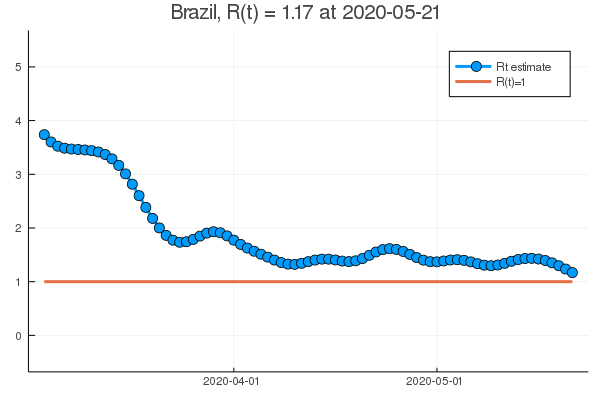 Brazil, R(t) = 1.17 at 2020-05-21
Rt estimate
R(t)=1
5
4
3
2
1
0
2020-04-01
2020-05-01